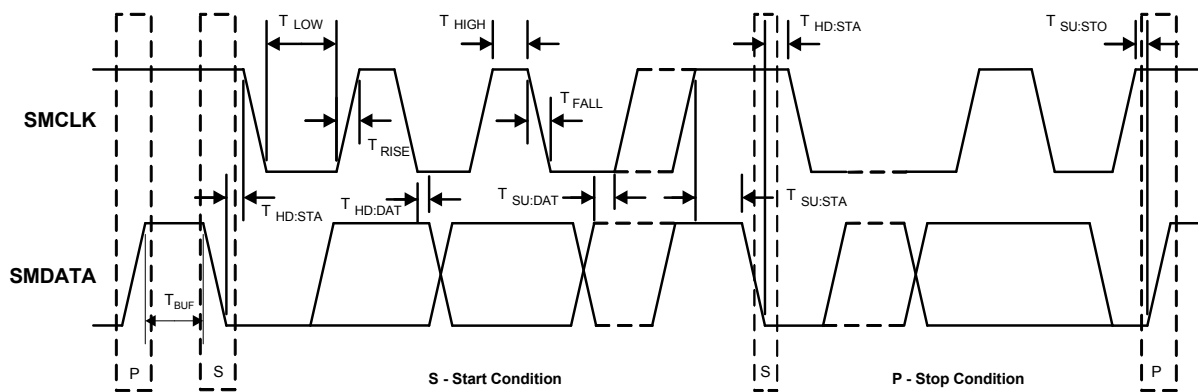 T LOW
T HIGH
T HD:STA
T SU:STO
SMCLK
T FALL
T RISE
T HD:STA
T HD:DAT
T SU:DAT
T SU:STA
SMDATA
T BUF
P
S
S - Start Condition
S
P - Stop Condition
P